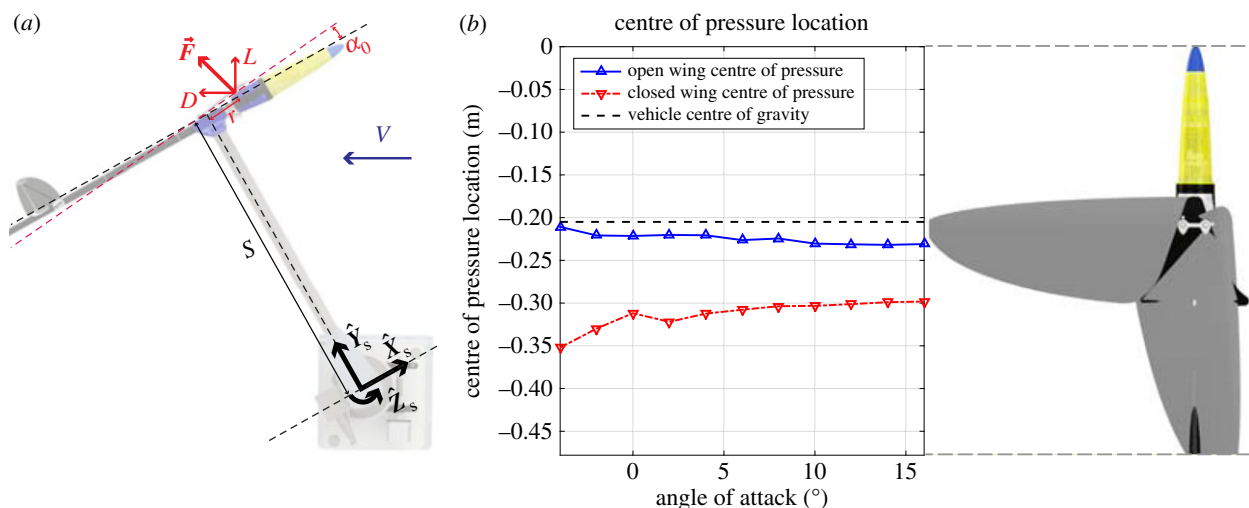 (a)
α0
F⃗
L
D
r
V
S
Ŷs
X̂s
Ẑs
(b)
centre of pressure location
centre of pressure location (m)
0
–0.05
–0.10
–0.15
–0.20
–0.25
–0.30
–0.35
–0.40
–0.45
open wing centre of pressure
closed wing centre of pressure
vehicle centre of gravity
0
5
10
15
angle of attack (°)